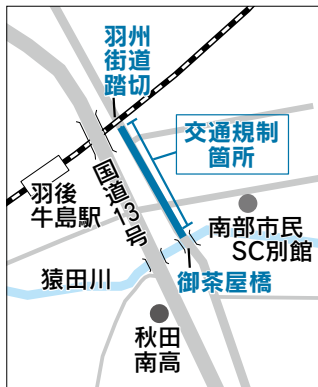 羽州
街道
踏切
交通規制
箇所
羽後
牛島駅
国道13号
南部市民
SC別館
猿田川
御茶屋橋
秋田
南高